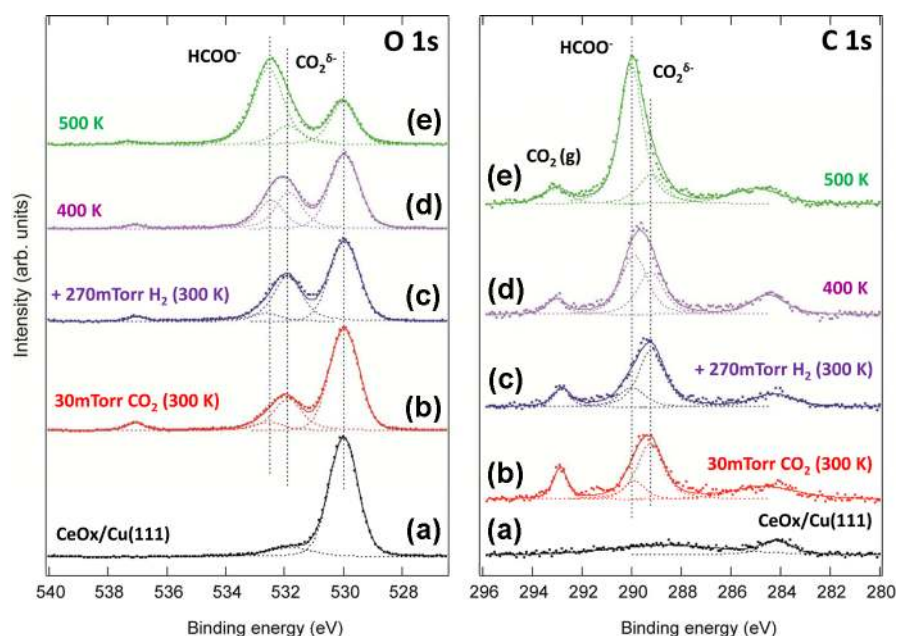 O 1s
HCOO⁻
CO₂^δ-
500 K
(e)
400 K
(d)
+ 270mTorr H₂ (300 K)
(c)
30mTorr CO₂ (300 K)
(b)
CeOx/Cu(111)
(a)
Intensity (arb. units)
540 538 536 534 532 530 528
Binding energy (eV)
C 1s
HCOO⁻
CO₂^δ-
CO₂ (g)
(e)
500 K
(d)
400 K
(c)
+ 270mTorr H₂ (300 K)
(b)
30mTorr CO₂ (300 K)
(a)
CeOx/Cu(111)
296 294 292 290 288 286 284 282 280
Binding energy (eV)